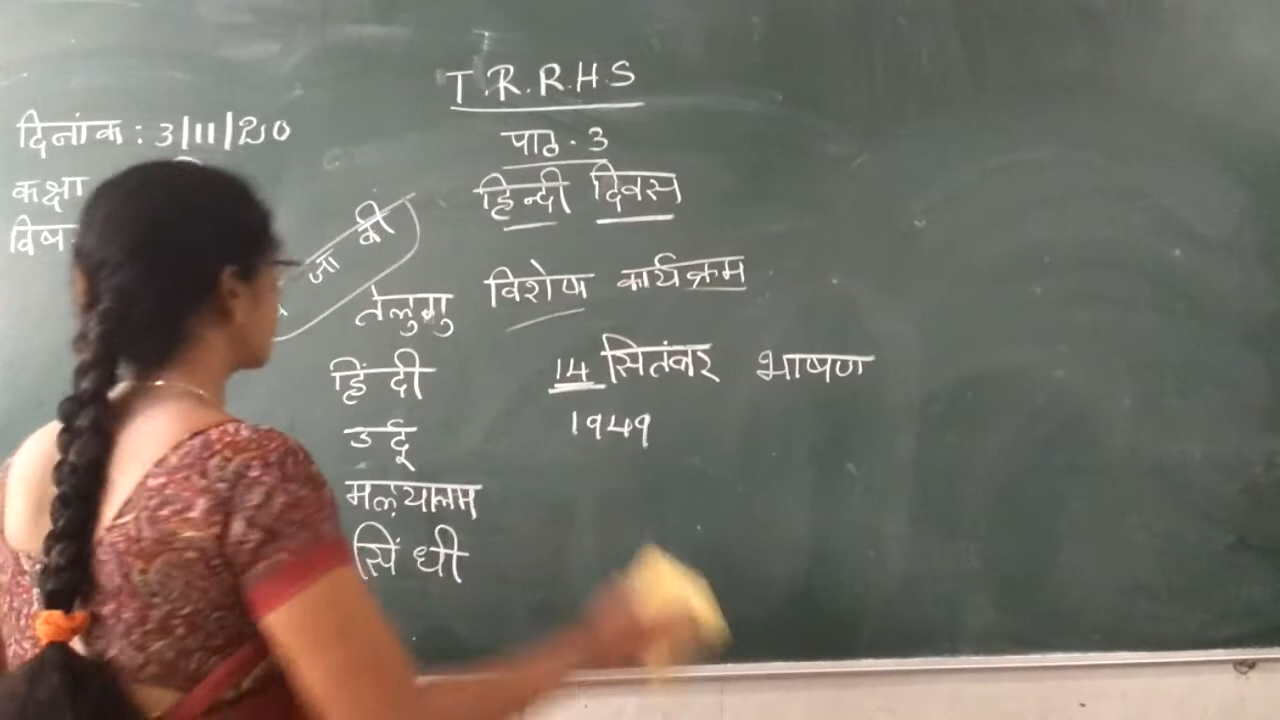 T.R.R.H.S
दिनांक : 3/11/20
पाठ. 3
कक्षा
हिन्दी दिवस
जा
की
विशेष कार्यक्रम
तेलुगु
14 सितंबर भाषण
हिंदी
1949
उर्दू
मलयालम
सिंधी